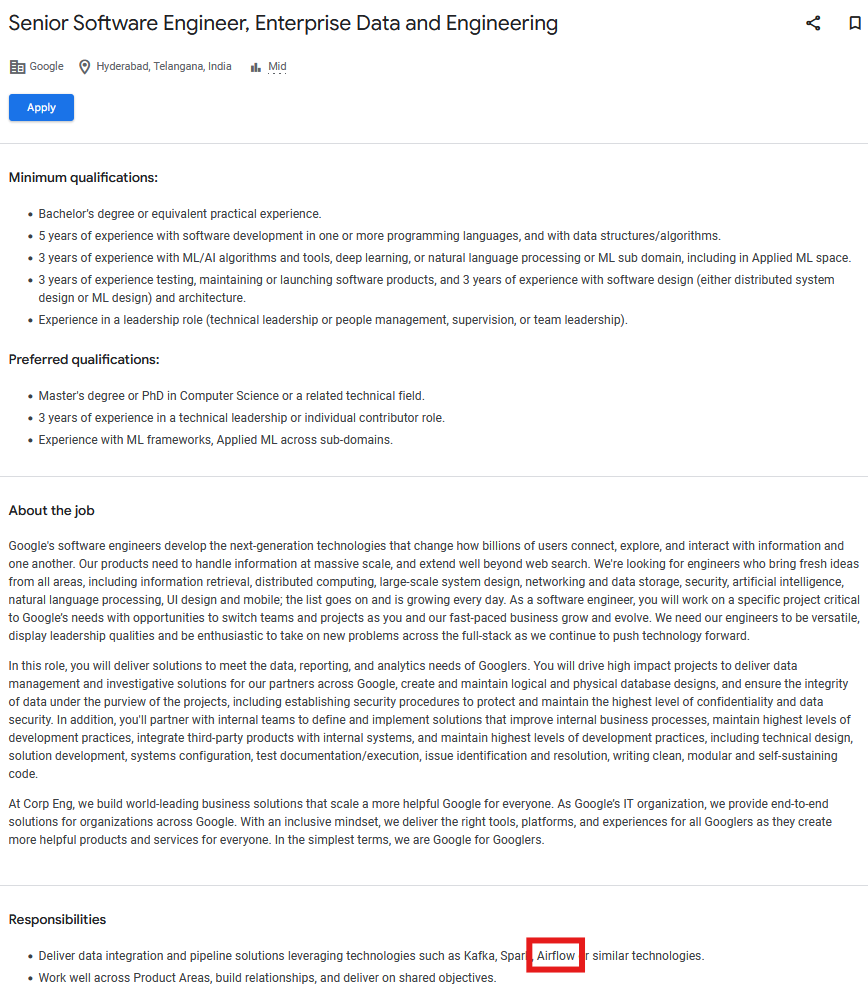 Senior Software Engineer, Enterprise Data and Engineering
Google Hyderabad, Telangana, India Mid
Apply
Minimum qualifications:
• Bachelor's degree or equivalent practical experience.
• 5 years of experience with software development in one or more programming languages, and with data structures/algorithms.
• 3 years of experience with ML/AI algorithms and tools, deep learning, or natural language processing or ML sub domain, including in Applied ML space.
• 3 years of experience testing, maintaining or launching software products, and 3 years of experience with software design (either distributed system
design or ML design) and architecture.
• Experience in a leadership role (technical leadership or people management, supervision, or team leadership).
Preferred qualifications:
• Master's degree or PhD in Computer Science or a related technical field.
• 3 years of experience in a technical leadership or individual contributor role.
• Experience with ML frameworks, Applied ML across sub-domains.
About the job
Google's software engineers develop the next-generation technologies that change how billions of users connect, explore, and interact with information and
one another. Our products need to handle information at massive scale, and extend well beyond web search. We're looking for engineers who bring fresh ideas
from all areas, including information retrieval, distributed computing, large-scale system design, networking and data storage, security, artificial intelligence,
natural language processing, UI design and mobile; the list goes on and is growing every day. As a software engineer, you will work on a specific project critical
to Google's needs with opportunities to switch teams and projects as you and our fast-paced business grow and evolve. We need our engineers to be versatile,
display leadership qualities and be enthusiastic to take on new problems across the full-stack as we continue to push technology forward.
In this role, you will deliver solutions to meet the data, reporting, and analytics needs of Googlers. You will drive high impact projects to deliver data
management and investigative solutions for our partners across Google, create and maintain logical and physical database designs, and ensure the integrity
of data under the purview of the projects, including establishing security procedures to protect and maintain the highest level of confidentiality and data
security. In addition, you'll partner with internal teams to define and implement solutions that improve internal business processes, maintain highest levels of
development practices, integrate third-party products with internal systems, and maintain highest levels of development practices, including technical design,
solution development, systems configuration, test documentation/execution, issue identification and resolution, writing clean, modular and self-sustaining
code.
At Corp Eng, we build world-leading business solutions that scale a more helpful Google for everyone. As Google's IT organization, we provide end-to-end
solutions for organizations across Google. With an inclusive mindset, we deliver the right tools, platforms, and experiences for all Googlers as they create
more helpful products and services for everyone. In the simplest terms, we are Google for Googlers.
Responsibilities
• Deliver data integration and pipeline solutions leveraging technologies such as Kafka, Spark, Airflow or similar technologies.
• Work well across Product Areas, build relationships, and deliver on shared objectives.